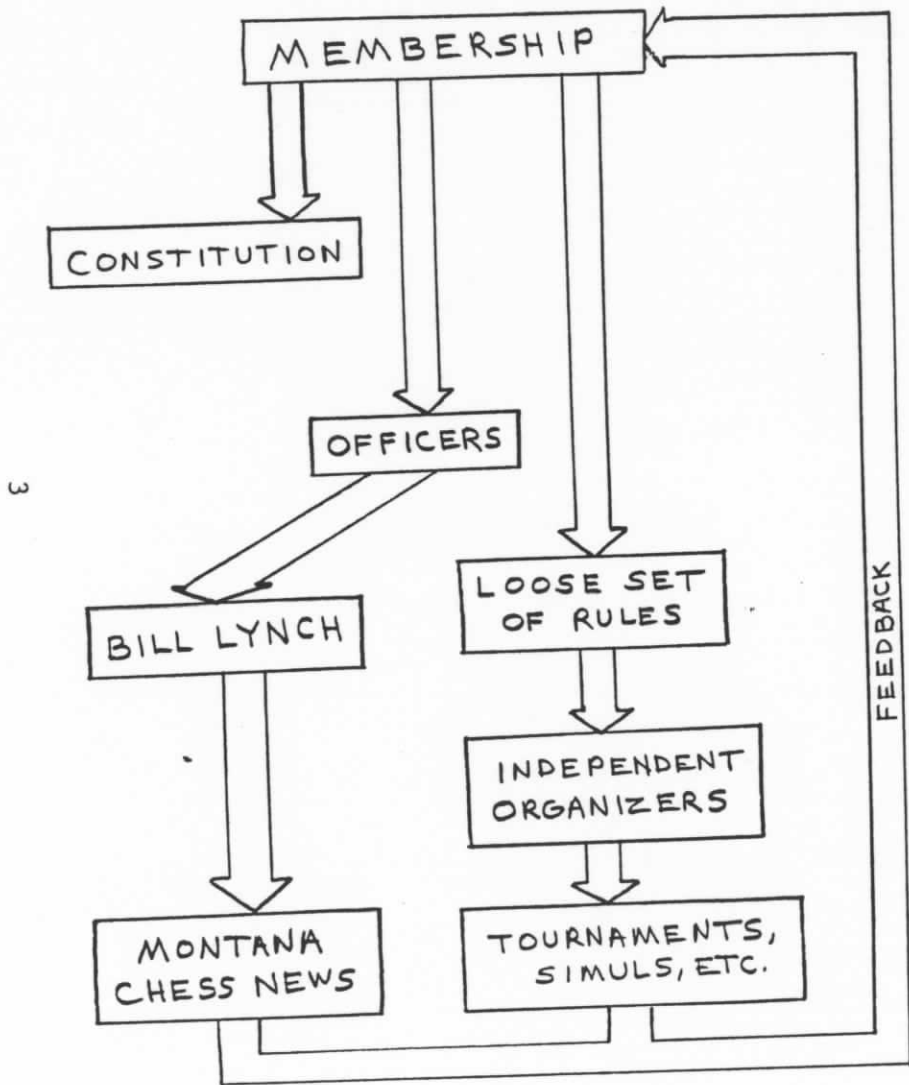 MEMBERSHIP
CONSTITUTION
OFFICERS
BILL LYNCH
LOOSE SET
OF RULES
INDEPENDENT
ORGANIZERS
MONTANA
CHESS NEWS
TOURNAMENTS,
SIMULS, ETC.
FEEDBACK
3